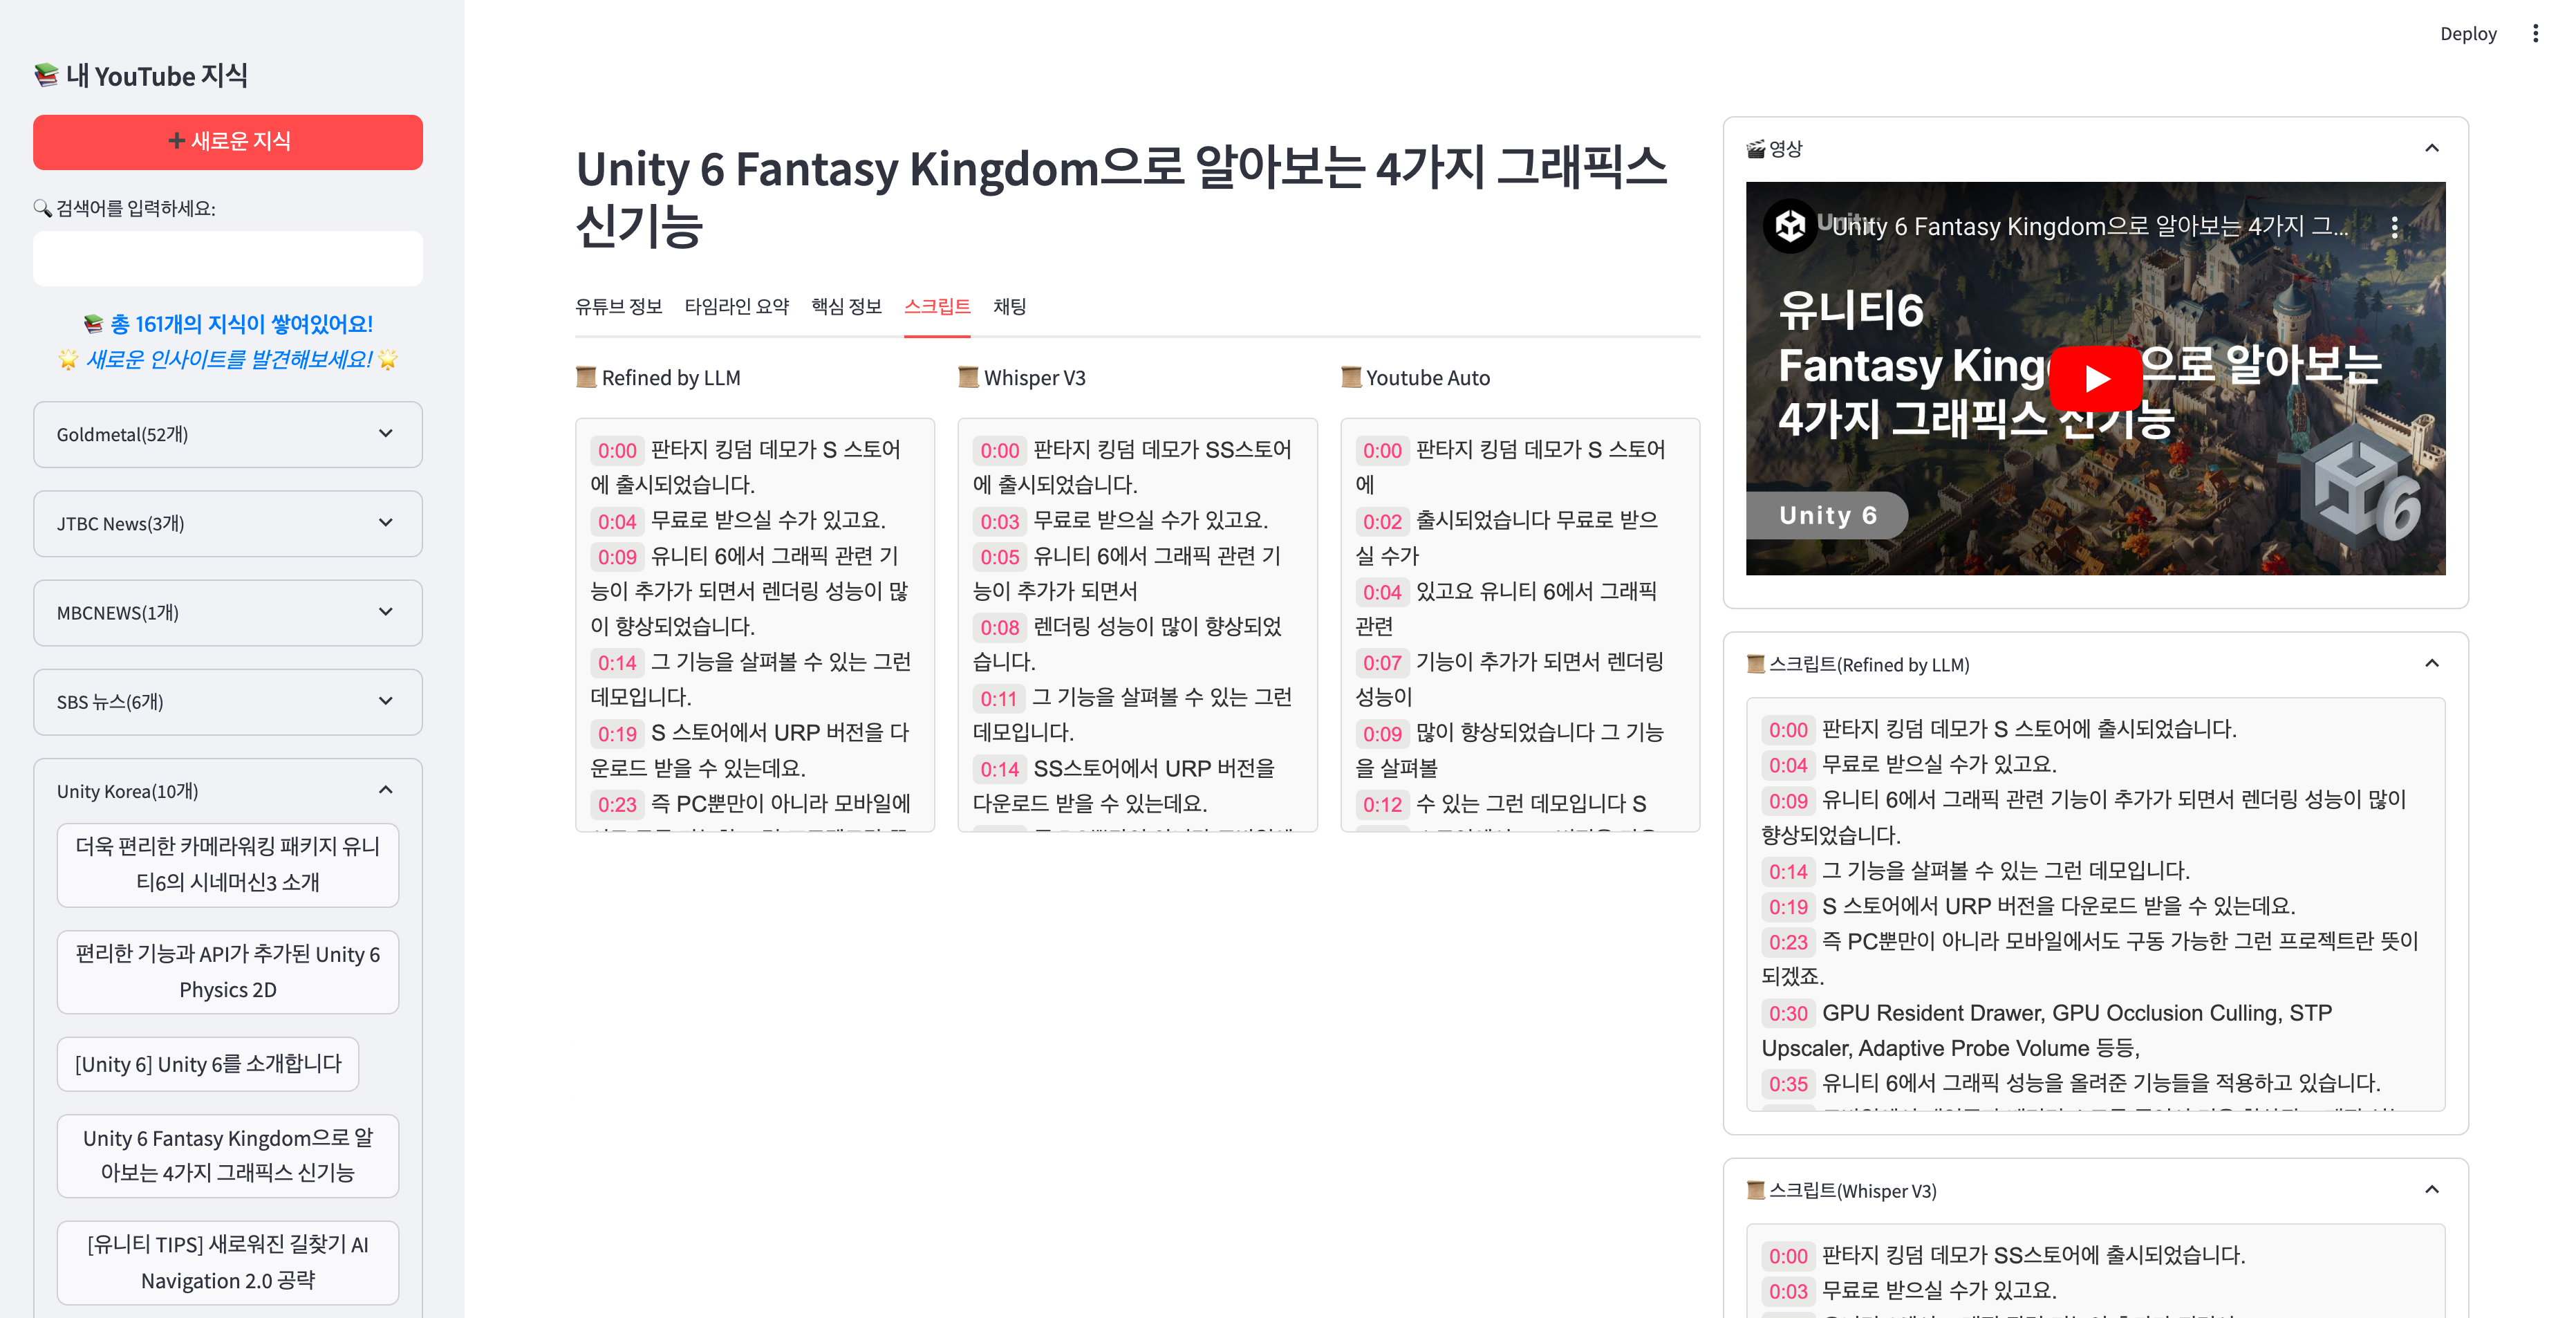 Deploy
📚 내 YouTube 지식
➕ 새로운 지식
🔍 검색어를 입력하세요:
📚 총 161개의 지식이 쌓여있어요!
🌟 새로운 인사이트를 발견해보세요! 🌟
Goldmetal(52개)
JTBC News(3개)
MBCNEWS(1개)
SBS 뉴스(6개)
Unity Korea(10개)
더욱 편리한 카메라워킹 패키지 유니
티6의 시네머신3 소개
편리한 기능과 API가 추가된 Unity 6
Physics 2D
[Unity 6] Unity 6를 소개합니다
Unity 6 Fantasy Kingdom으로 알
아보는 4가지 그래픽스 신기능
[유니티 TIPS] 새로워진 길찾기 AI
Navigation 2.0 공략
Unity 6 Fantasy Kingdom으로 알아보는 4가지 그래픽스
신기능
유튜브 정보 타임라인 요약 핵심 정보 스크립트 채팅
📜 Refined by LLM
0:00 판타지 킹덤 데모가 S 스토어
에 출시되었습니다.
0:04 무료로 받으실 수가 있고요.
0:09 유니티 6에서 그래픽 관련 기
능이 추가가 되면서 렌더링 성능이 많
이 향상되었습니다.
0:14 그 기능을 살펴볼 수 있는 그런
데모입니다.
0:19 S 스토어에서 URP 버전을 다
운로드 받을 수 있는데요.
0:23 즉 PC뿐만이 아니라 모바일에
📜 Whisper V3
0:00 판타지 킹덤 데모가 SS스토어
에 출시되었습니다.
0:03 무료로 받으실 수가 있고요.
0:05 유니티 6에서 그래픽 관련 기
능이 추가가 되면서
0:08 렌더링 성능이 많이 향상되었
습니다.
0:11 그 기능을 살펴볼 수 있는 그런
데모입니다.
0:14 SS스토어에서 URP 버전을
다운로드 받을 수 있는데요.
📜 Youtube Auto
0:00 판타지 킹덤 데모가 S 스토어
에
0:02 출시되었습니다 무료로 받으
실 수가
0:04 있고요 유니티 6에서 그래픽
관련
0:07 기능이 추가가 되면서 렌더링
성능이
0:09 많이 향상되었습니다 그 기능
을 살펴볼
0:12 수 있는 그런 데모입니다 S
🎬 영상
Unity 6 Fantasy Kingdom으로 알아보는 4가지 그...
유니티6
Fantasy King 으로 알아보는
4가지 그래픽스 신기능
Unity 6
6
📜 스크립트(Refined by LLM)
0:00 판타지 킹덤 데모가 S 스토어에 출시되었습니다.
0:04 무료로 받으실 수가 있고요.
0:09 유니티 6에서 그래픽 관련 기능이 추가가 되면서 렌더링 성능이 많이
향상되었습니다.
0:14 그 기능을 살펴볼 수 있는 그런 데모입니다.
0:19 S 스토어에서 URP 버전을 다운로드 받을 수 있는데요.
0:23 즉 PC뿐만이 아니라 모바일에서도 구동 가능한 그런 프로젝트란 뜻이
되겠죠.
0:30 GPU Resident Drawer, GPU Occlusion Culling, STP
Upscaler, Adaptive Probe Volume 등등,
0:35 유니티 6에서 그래픽 성능을 올려준 기능들을 적용하고 있습니다.
📜 스크립트(Whisper V3)
0:00 판타지 킹덤 데모가 SS스토어에 출시되었습니다.
0:03 무료로 받으실 수가 있고요.